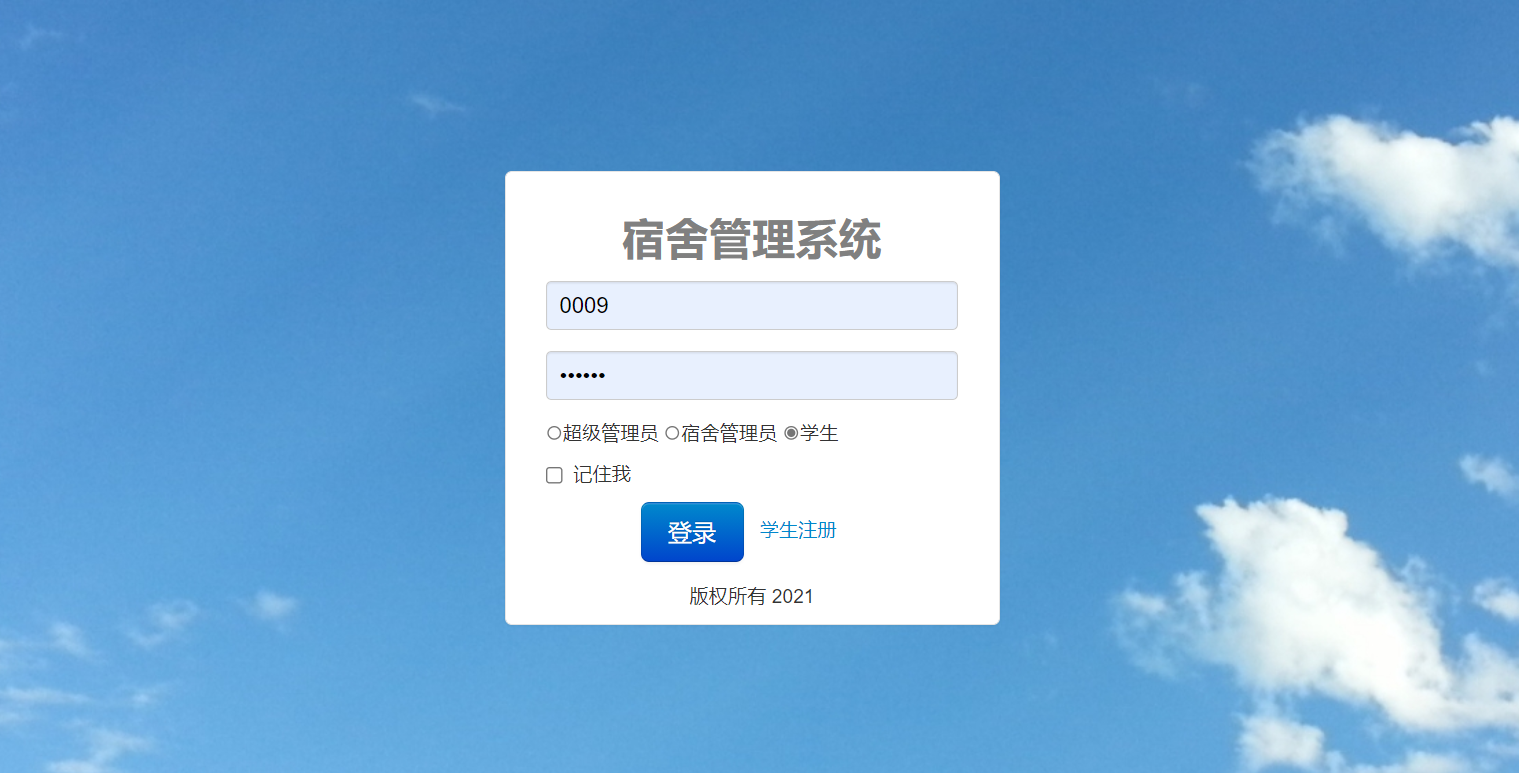 宿舍管理系统
0009
••••••
超级管理员 宿舍管理员 学生
记住我
登录 学生注册
版权所有 2021